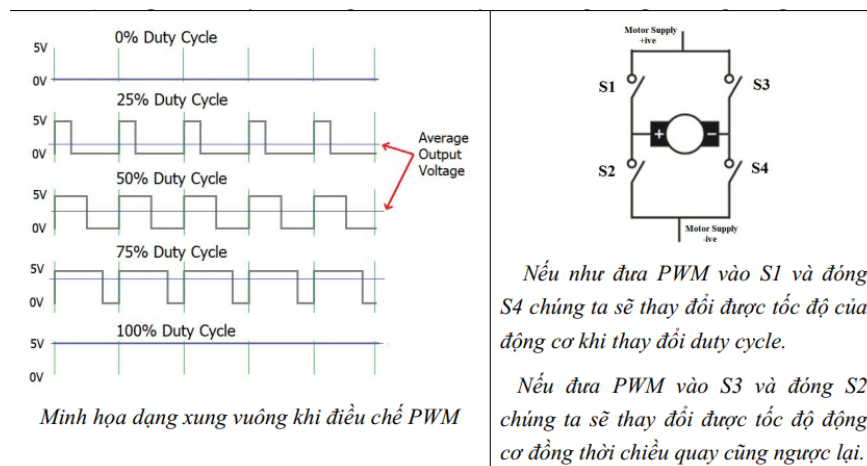 0% Duty Cycle
5V
0V
25% Duty Cycle
5V
0V
Average
Output
Voltage
50% Duty Cycle
5V
0V
75% Duty Cycle
5V
0V
100% Duty Cycle
5V
0V
Minh họa dạng xung vuông khi điều chế PWM
Motor Supply
+ive
S1
S3
+
-
S2
S4
Motor Supply
-ive
Nếu như đưa PWM vào S1 và đóng
S4 chúng ta sẽ thay đổi được tốc độ của
động cơ khi thay đổi duty cycle.
Nếu đưa PWM vào S3 và đóng S2
chúng ta sẽ thay đổi được tốc độ động
cơ đồng thời chiều quay cũng ngược lại.